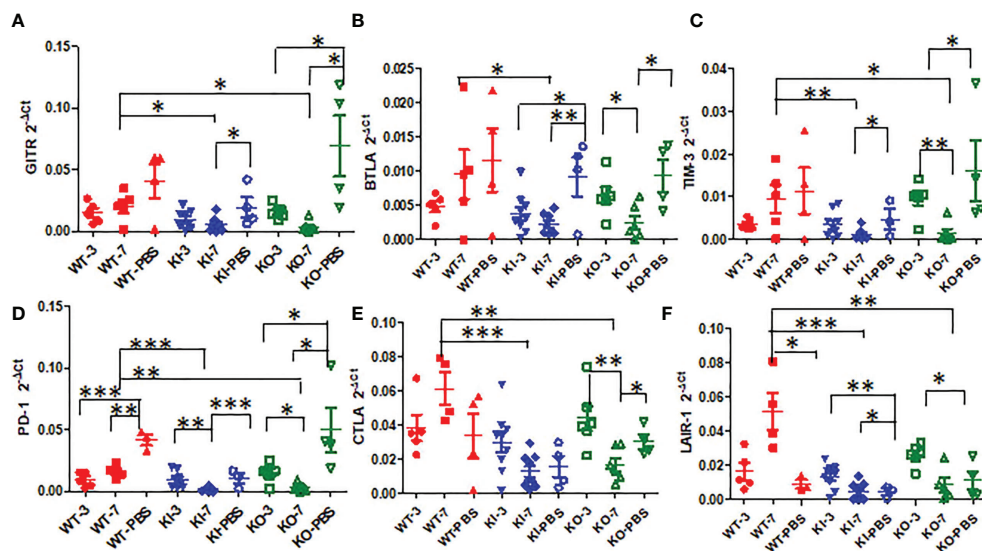 A
GITR 2-ΔCt
0.15
0.10
0.05
0.00
*
*
*
*
*
WT-3
WT-7
WT-PBS
KI-3
KI-7
KI-PBS
KO-3
KO-7
KO-PBS
B
BTLA 2-ΔCt
0.025
0.020
0.015
0.010
0.005
0.000
*
*
*
**
*
WT-3
WT-7
WT-PBS
KI-3
KI-7
KI-PBS
KO-3
KO-7
KO-PBS
C
TIM-3 2-ΔCt
0.06
0.04
0.02
0.00
*
*
**
*
**
WT-3
WT-7
WT-PBS
KI-3
KI-7
KI-PBS
KO-3
KO-7
KO-PBS
D
PD-1 2-ΔCt
0.15
0.10
0.05
0.00
*
***
*
**
***
**
**
***
*
WT-3
WT-7
WT-PBS
KI-3
KI-7
KI-PBS
KO-3
KO-7
KO-PBS
E
CTLA 2-ΔCt
0.10
0.08
0.06
0.04
0.02
0.00
**
***
**
*
WT-3
WT-7
WT-PBS
KI-3
KI-7
KI-PBS
KO-3
KO-7
KO-PBS
F
LAIR-1 2-ΔCt
0.10
0.08
0.06
0.04
0.02
0.00
**
***
*
**
*
*
WT-3
WT-7
WT-PBS
KI-3
KI-7
KI-PBS
KO-3
KO-7
KO-PBS